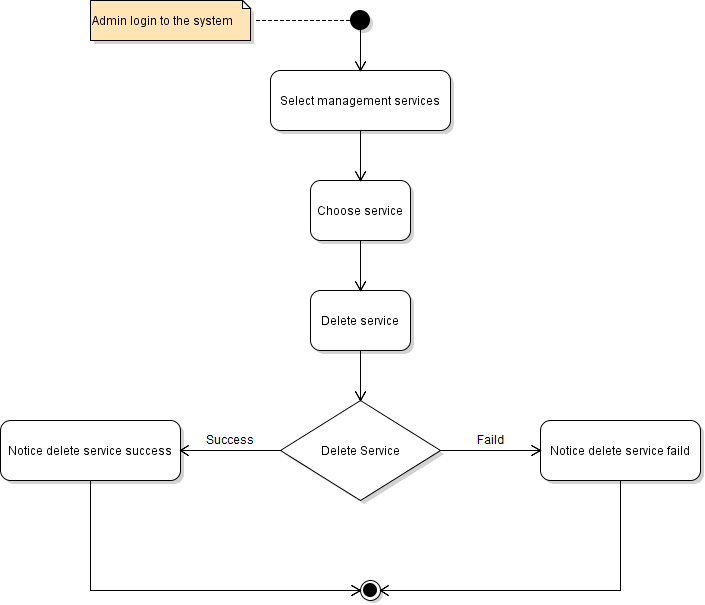 Admin login to the system
Select management services
Choose service
Delete service
Success
Delete Service
Faild
Notice delete service success
Notice delete service faild